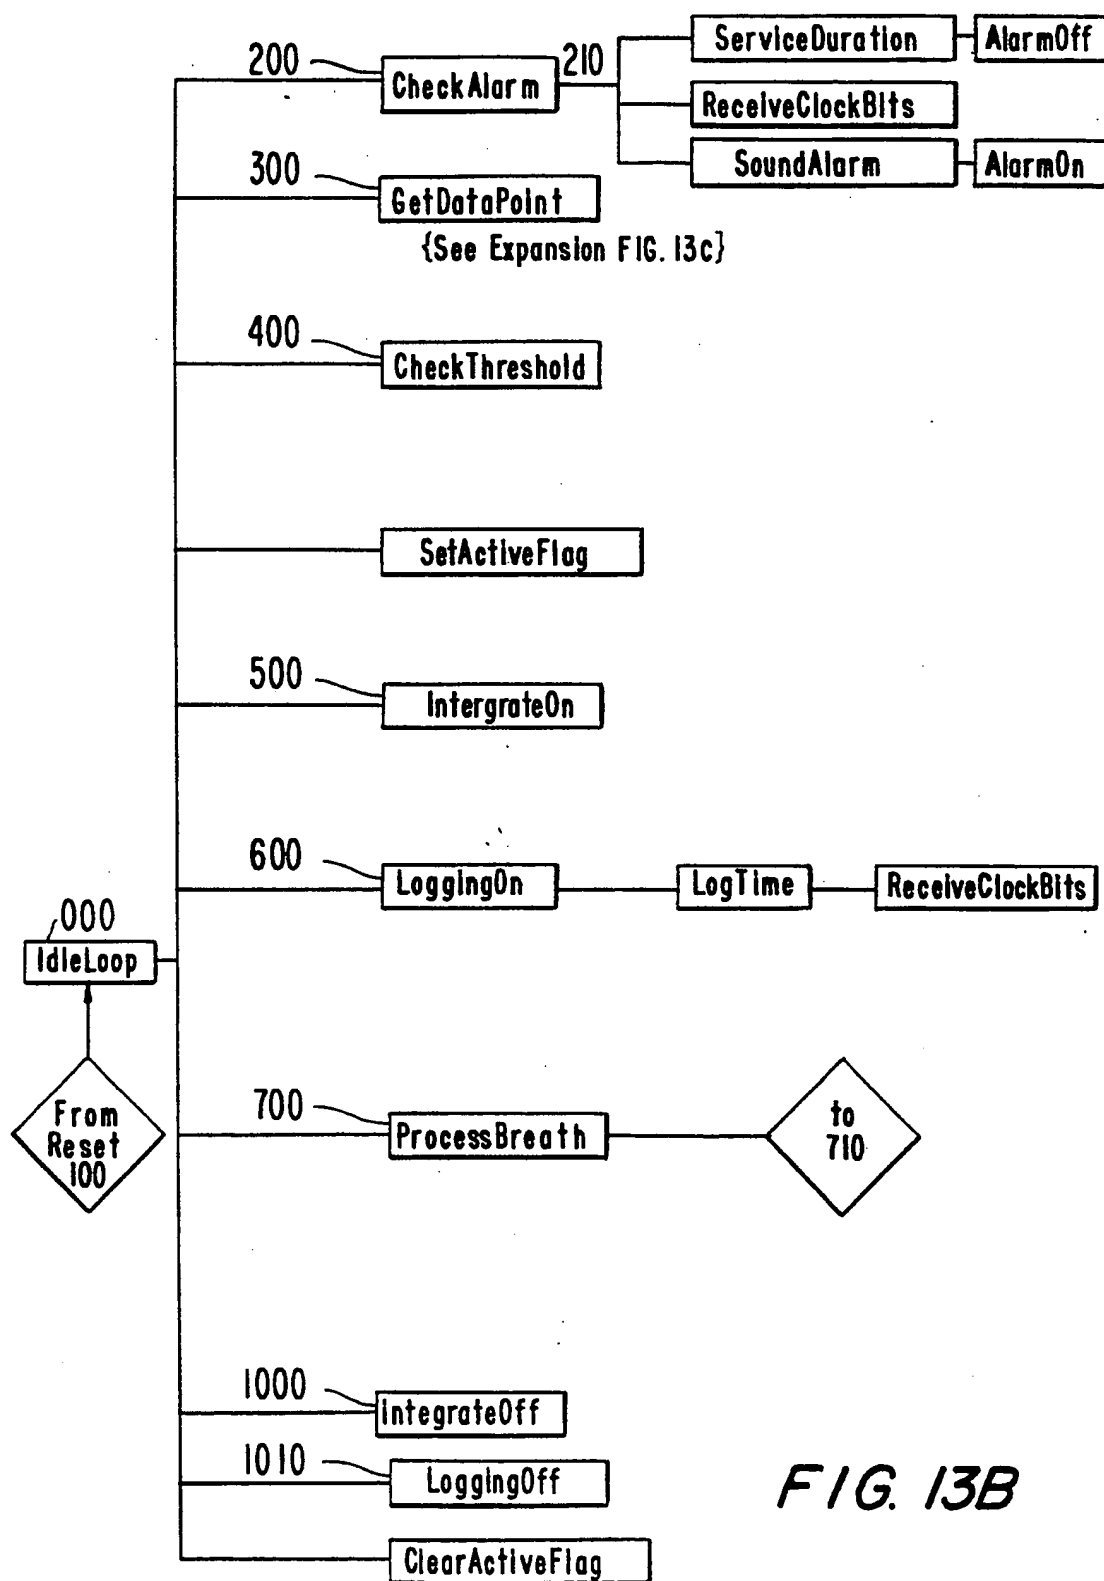 200
CheckAlarm
210
ServiceDuration
AlarmOff
ReceiveClockBits
SoundAlarm
AlarmOn
300
GetDataPoint
{See Expansion FIG. 13c}
400
CheckThreshold
SetActiveFlag
500
IntergrateOn
600
LoggingOn
LogTime
ReceiveClockBits
000
IdleLoop
From
Reset
100
700
ProcessBreath
to
710
1000
integrateOff
1010
LoggingOff
ClearActiveFlag
FIG. 13B